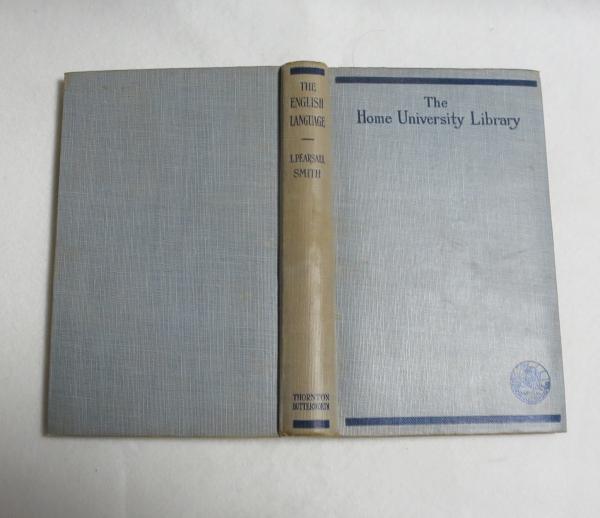 THE
ENGLISH
LANGUAGE
L.PEARSALL
SMITH
THORNTON
BUTTERWORTH
The
Home University Library